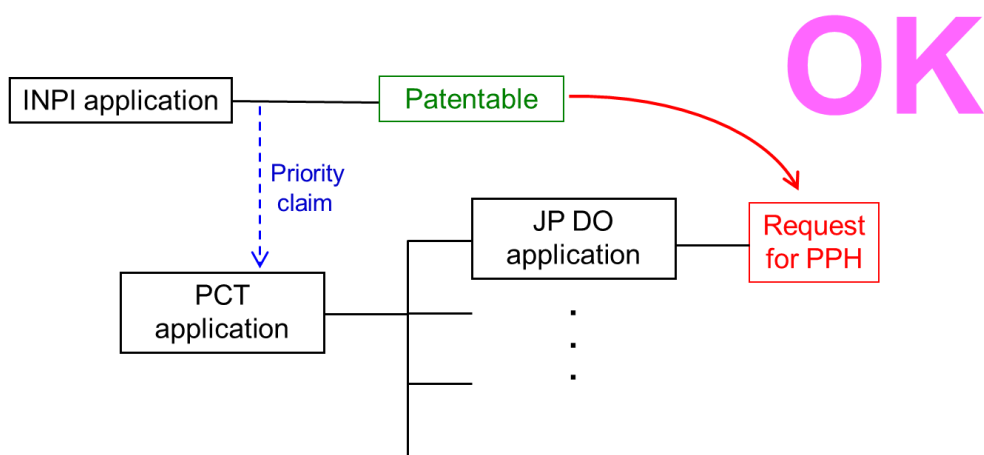 OK
INPI application
Patentable
Priority
claim
JP DO
application
Request
for PPH
PCT
application